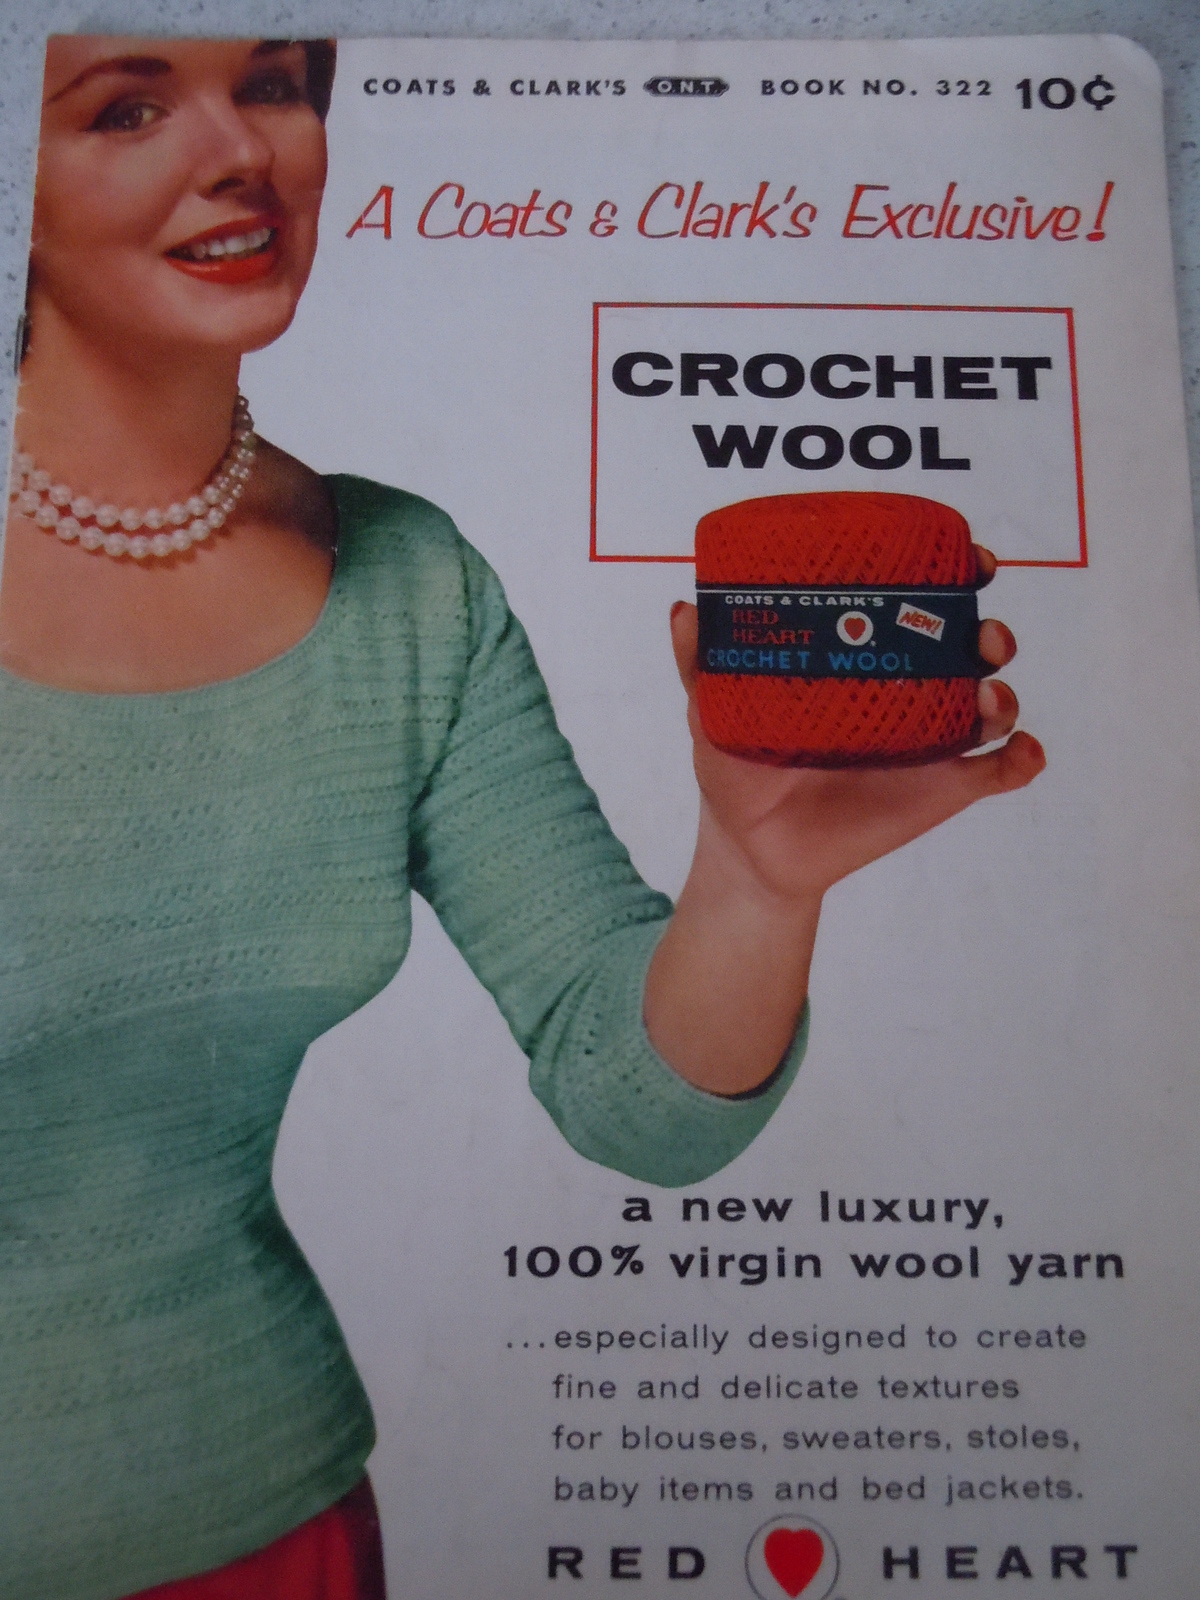 COATS & CLARK'S O.N.T. BOOK NO. 322 10¢
A Coats & Clark's Exclusive!
CROCHET
WOOL
COATS & CLARK'S
RED
HEART
NEW!
CROCHET WOOL
a new luxury,
100% virgin wool yarn
...especially designed to create
fine and delicate textures
for blouses, sweaters, stoles,
baby items and bed jackets.
RED HEART